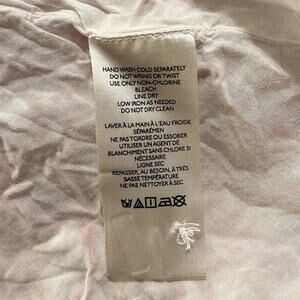 HAND WASH COLD SEPARATELY
DO NOT WRING OR TWIST
USE ONLY NON-CHLORINE
BLEACH
LINE DRY
LOW IRON AS NEEDED
DO NOT DRY CLEAN
LAVER À LA MAIN À L'EAU FROIDE
SÉPARÉMEN
NE PAS TORDRE OU ESSORER
UTILISER UN AGENT DE
BLANCHIMENT SANS CHLORE SI
NÉCESSAIRE
LIGNE SEC
REPASSER, AU BESOIN, À TRÈS
BASSE TEMPÉRATURE
NE PAS NETTOYER À SEC